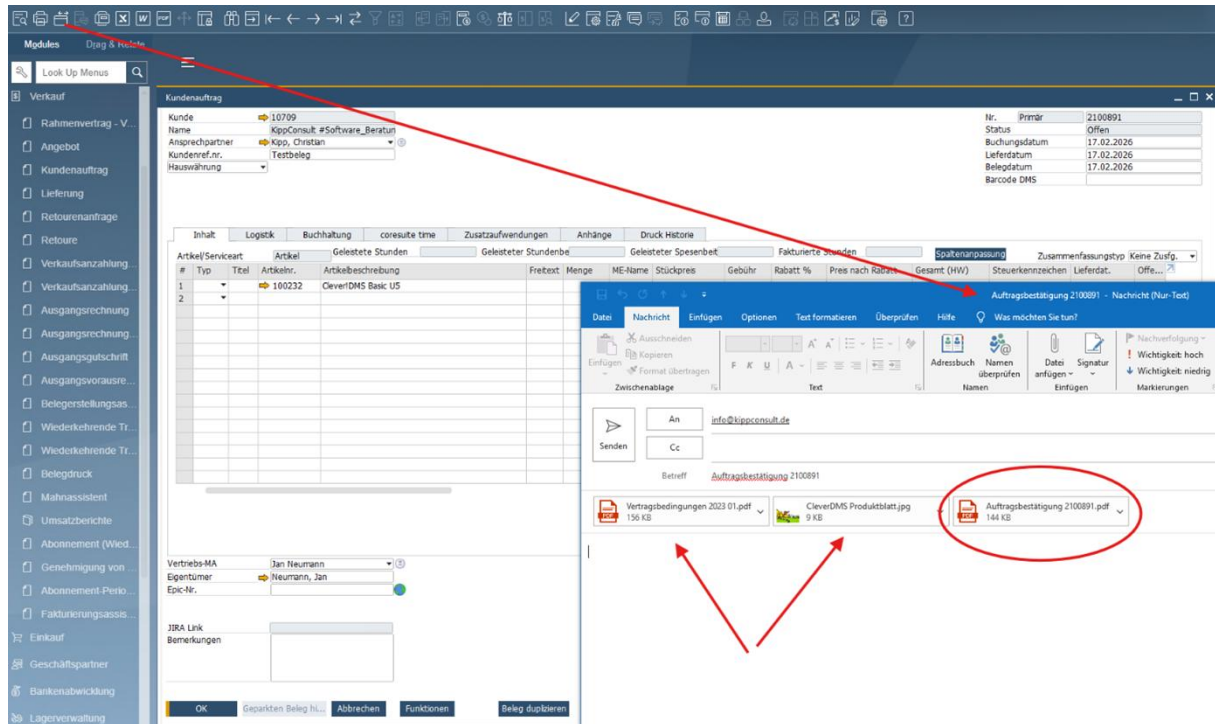 Modules Drag & Relate
Look Up Menus
Verkauf
Rahmenvertrag - V...
Angebot
Kundenauftrag
Lieferung
Retourenanfrage
Retoure
Verkaufsanzahlung...
Verkaufsanzahlung...
Ausgangsrechnung
Ausgangsrechnung...
Ausgangsgutschrift
Ausgangsvorausre...
Belegerstellungsas...
Wiederkehrende Tr...
Wiederkehrende Tr...
Belegdruck
Mahnassistent
Umsatzberichte
Abonnement (Wied...
Genehmigung von ...
Abonnement-Perio...
Fakturierungsassis...
Einkauf
Geschäftspartner
Bankenabwicklung
Lagerverwaltung
Kundenauftrag
Kunde 10709
Name KippConsult #Software_Beratun
Ansprechpartner Kipp, Christian
Kundenref.nr. Testbeleg
Hauswährung
Nr. Primär 2100891
Status Offen
Buchungsdatum 17.02.2026
Lieferdatum 17.02.2026
Belegdatum 17.02.2026
Barcode DMS
Inhalt Logistik Buchhaltung coresuite time Zusatzaufwendungen Anhänge Druck Historie
Artikel/Serviceart Artikel Geleistete Stunden Geleisteter Stundenbe Geleisteter Spesenbeit Fakturierte Stunden Spaltenanpassung Zusammenfassungstyp Keine Zusfg.
# Typ Titel Artikelnr. Artikelbeschreibung Freitext Menge ME-Name Stückpreis Gebühr Rabatt % Preis nach Rabatt Gesamt (HW) Steuerkennzeichen Lieferdat. Offe...
1 100232 Clever!DMS Basic U5
2
Vertriebs-MA Jan Neumann
Eigentümer Neumann, Jan
Epic-Nr.
JIRA Link
Bemerkungen
OK Geparkten Beleg hi... Abbrechen Funktionen Beleg duplizieren
Auftragsbestätigung 2100891 - Nachricht (Nur-Text)
Datei Nachricht Einfügen Optionen Text formatieren Überprüfen Hilfe Was möchten Sie tun?
Einfügen
Ausschneiden
Kopieren
Format übertragen
Zwischenablage
F K U A
Text
Adressbuch Namen überprüfen
Namen
Datei anfügen Signatur
Einfügen
Nachverfolgung
Wichtigkeit: hoch
Wichtigkeit: niedrig
Markierungen
Senden
An info@kippconsult.de
Cc
Betreff Auftragsbestätigung 2100891
Vertragsbedingungen 2023 01.pdf
156 KB
CleverDMS Produktblatt.jpg
9 KB
Auftragsbestätigung 2100891.pdf
144 KB